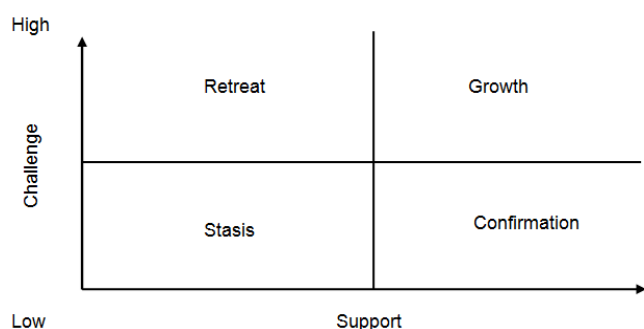 High
Retreat
Growth
Challenge
Stasis
Confirmation
Low
Support